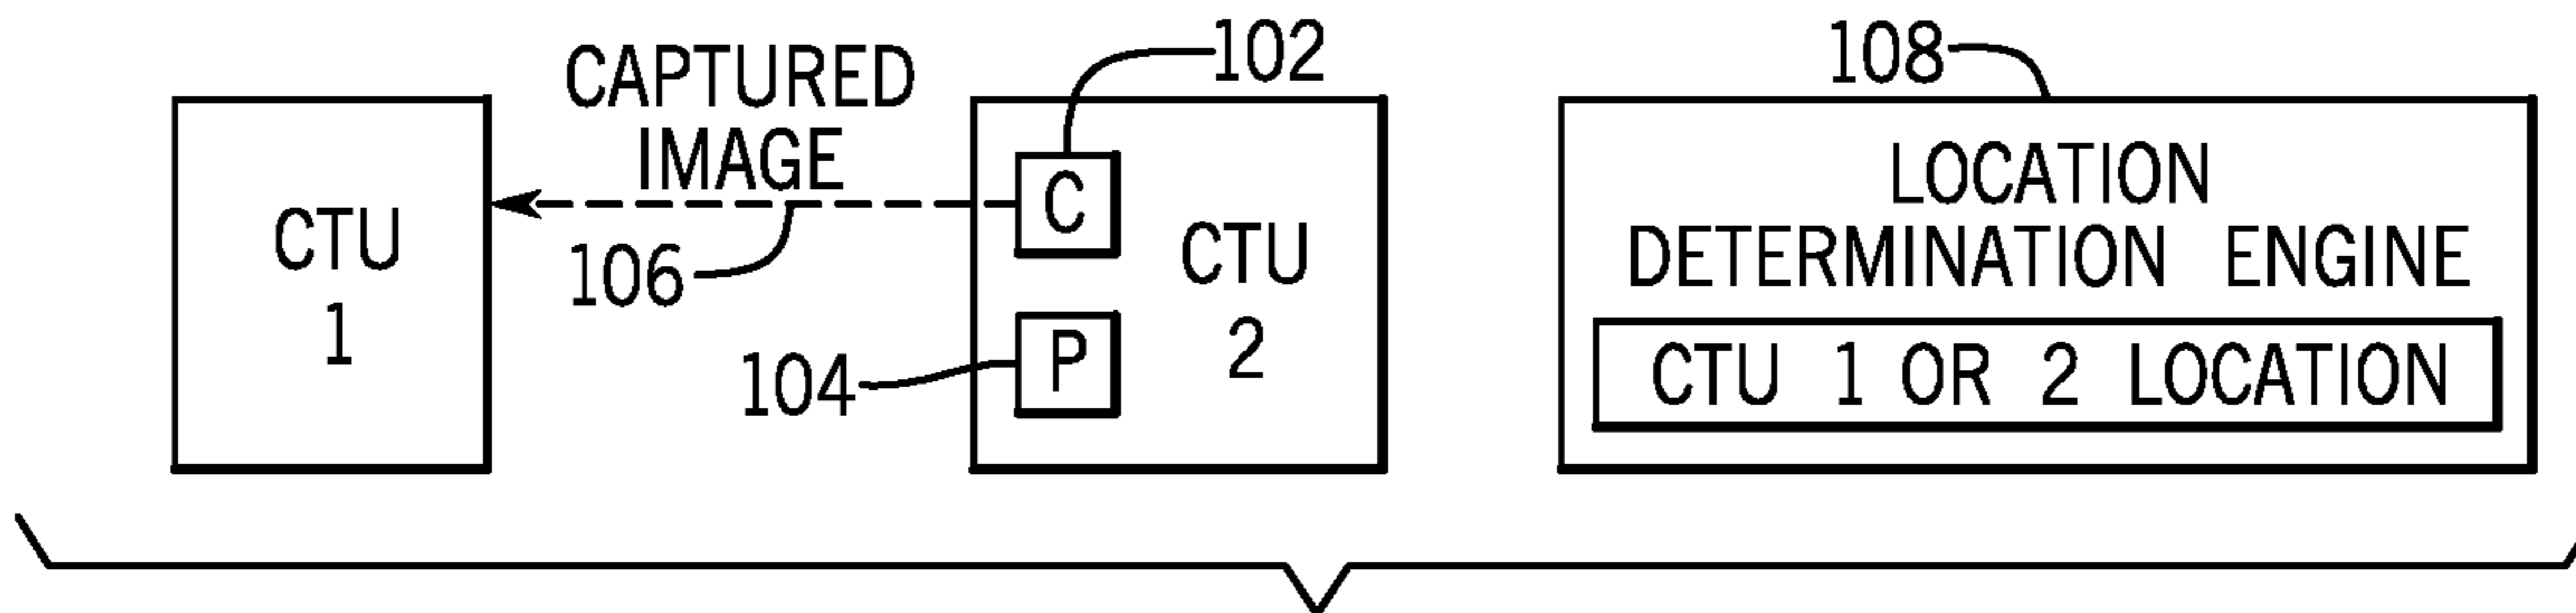 CAPTURED
IMAGE
102
108
CTU
1
106
C
104
P
CTU
2
LOCATION
DETERMINATION ENGINE
CTU 1 OR 2 LOCATION